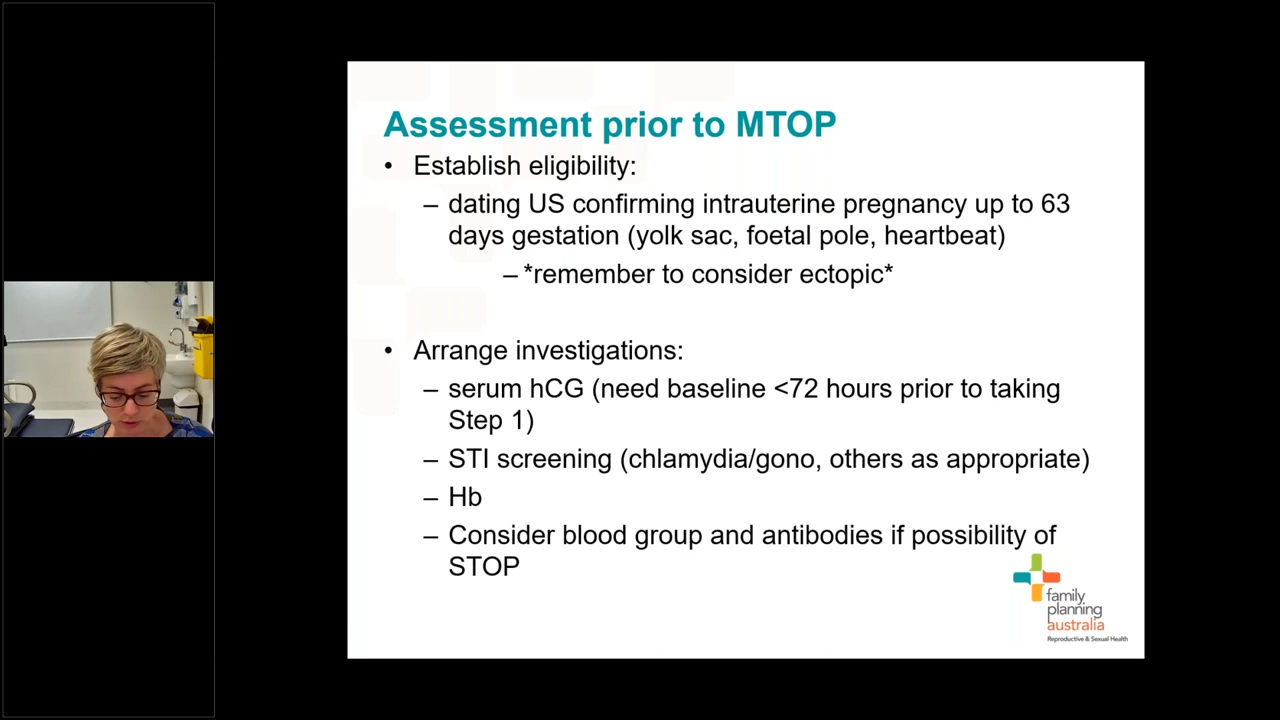 Assessment prior to MTOP
• Establish eligibility:
– dating US confirming intrauterine pregnancy up to 63
days gestation (yolk sac, foetal pole, heartbeat)
– *remember to consider ectopic*
• Arrange investigations:
– serum hCG (need baseline <72 hours prior to taking
Step 1)
– STI screening (chlamydia/gono, others as appropriate)
– Hb
– Consider blood group and antibodies if possibility of
STOP
family
planning
australia
Reproductive & Sexual Health